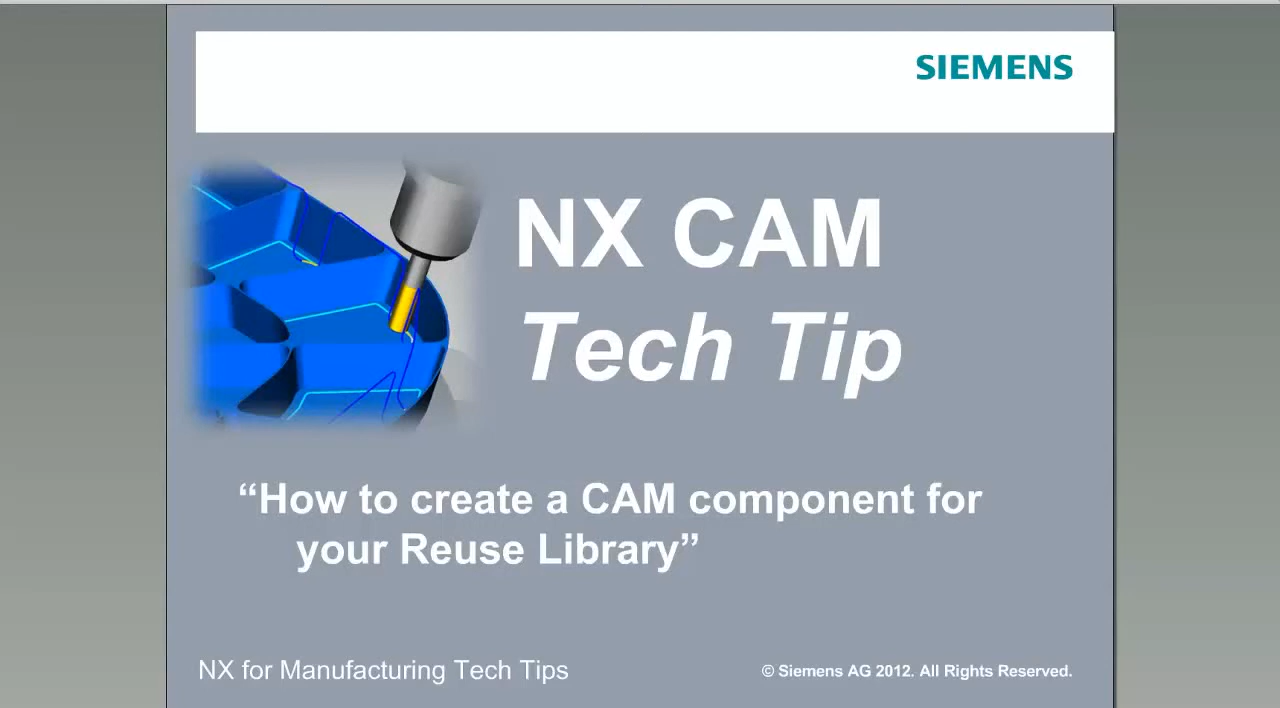 SIEMENS
NX CAM
Tech Tip
“How to create a CAM component for
your Reuse Library”
NX for Manufacturing Tech Tips
© Siemens AG 2012. All Rights Reserved.